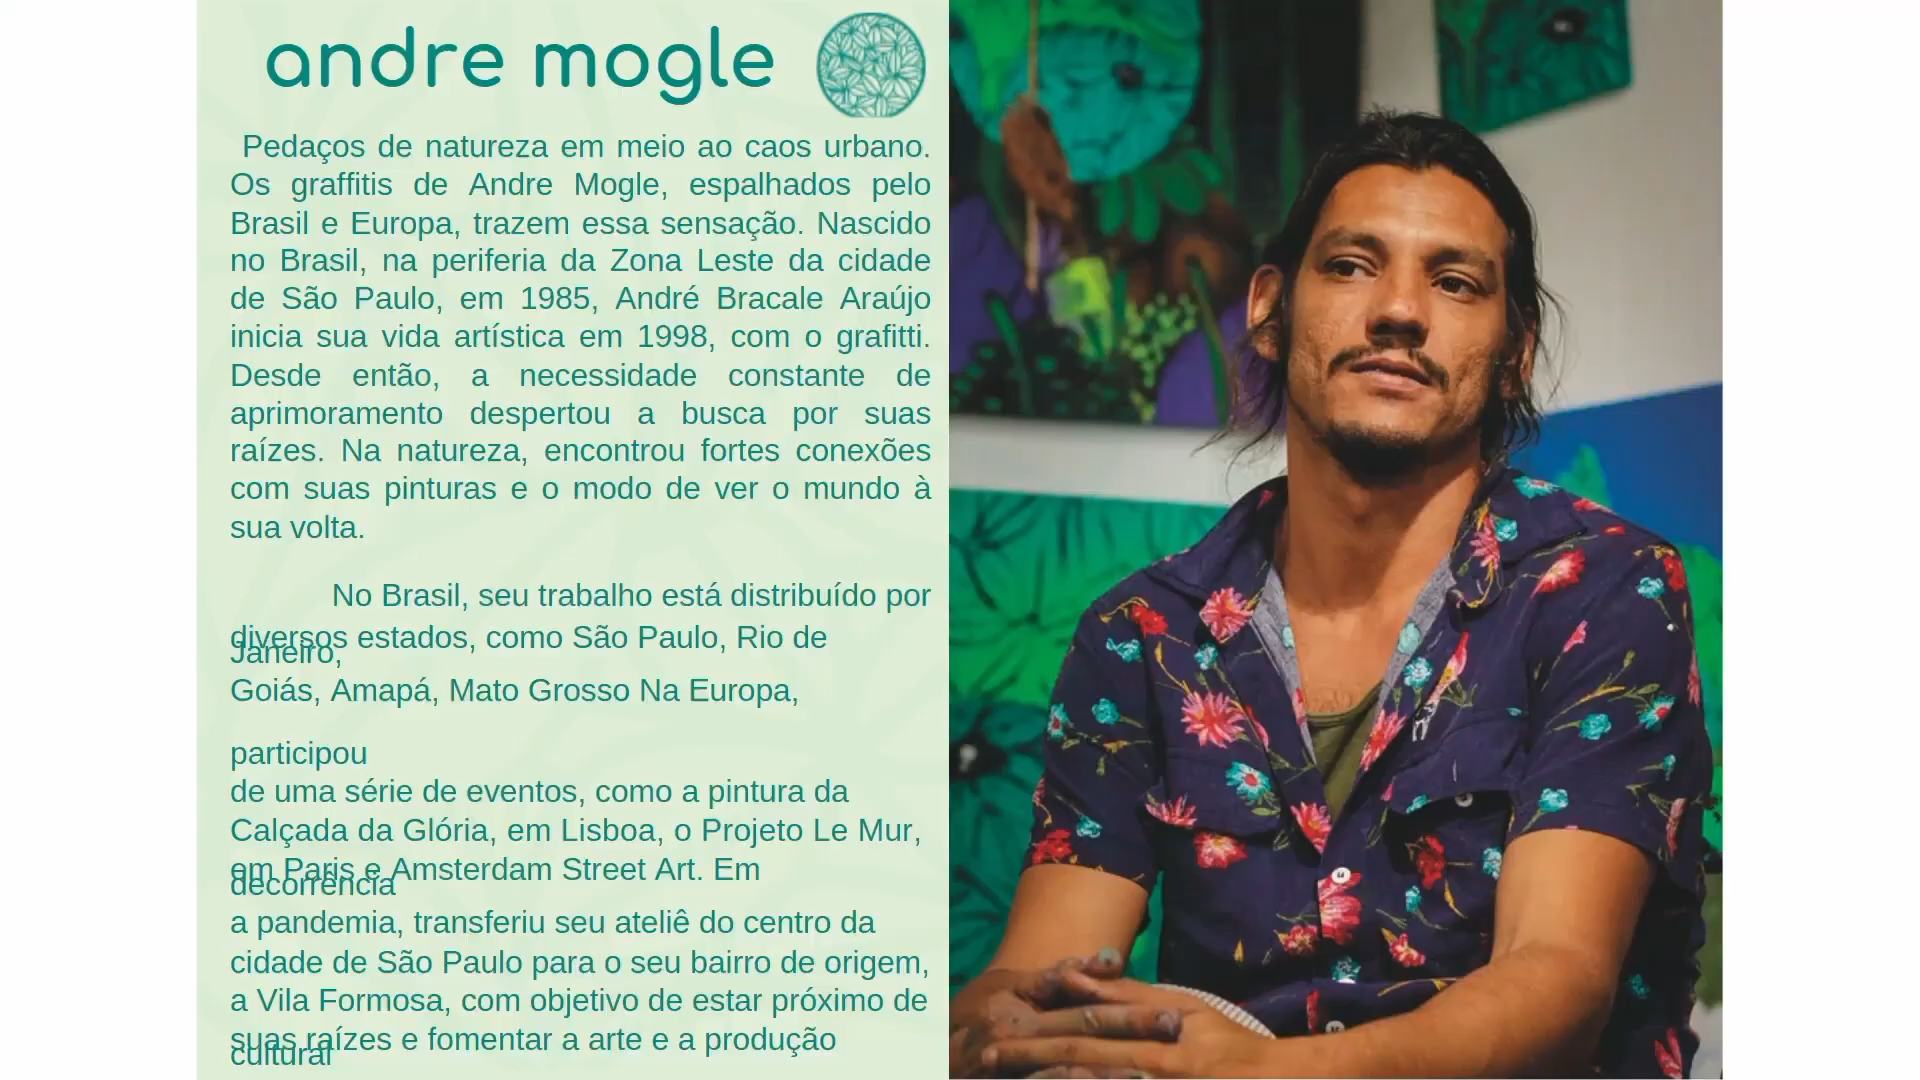 andre mogle
Pedaços de natureza em meio ao caos urbano.
Os graffitis de Andre Mogle, espalhados pelo
Brasil e Europa, trazem essa sensação. Nascido
no Brasil, na periferia da Zona Leste da cidade
de São Paulo, em 1985, André Bracale Araújo
inicia sua vida artística em 1998, com o grafitti.
Desde então, a necessidade constante de
aprimoramento despertou a busca por suas
raízes. Na natureza, encontrou fortes conexões
com suas pinturas e o modo de ver o mundo à
sua volta.
No Brasil, seu trabalho está distribuído por
diversos estados, como São Paulo, Rio de
Janeiro,
Goiás, Amapá, Mato Grosso Na Europa,
participou
de uma série de eventos, como a pintura da
Calçada da Glória, em Lisboa, o Projeto Le Mur,
em Paris e Amsterdam Street Art. Em
decorrência
a pandemia, transferiu seu ateliê do centro da
cidade de São Paulo para o seu bairro de origem,
a Vila Formosa, com objetivo de estar próximo de
suas raízes e fomentar a arte e a produção
cultural